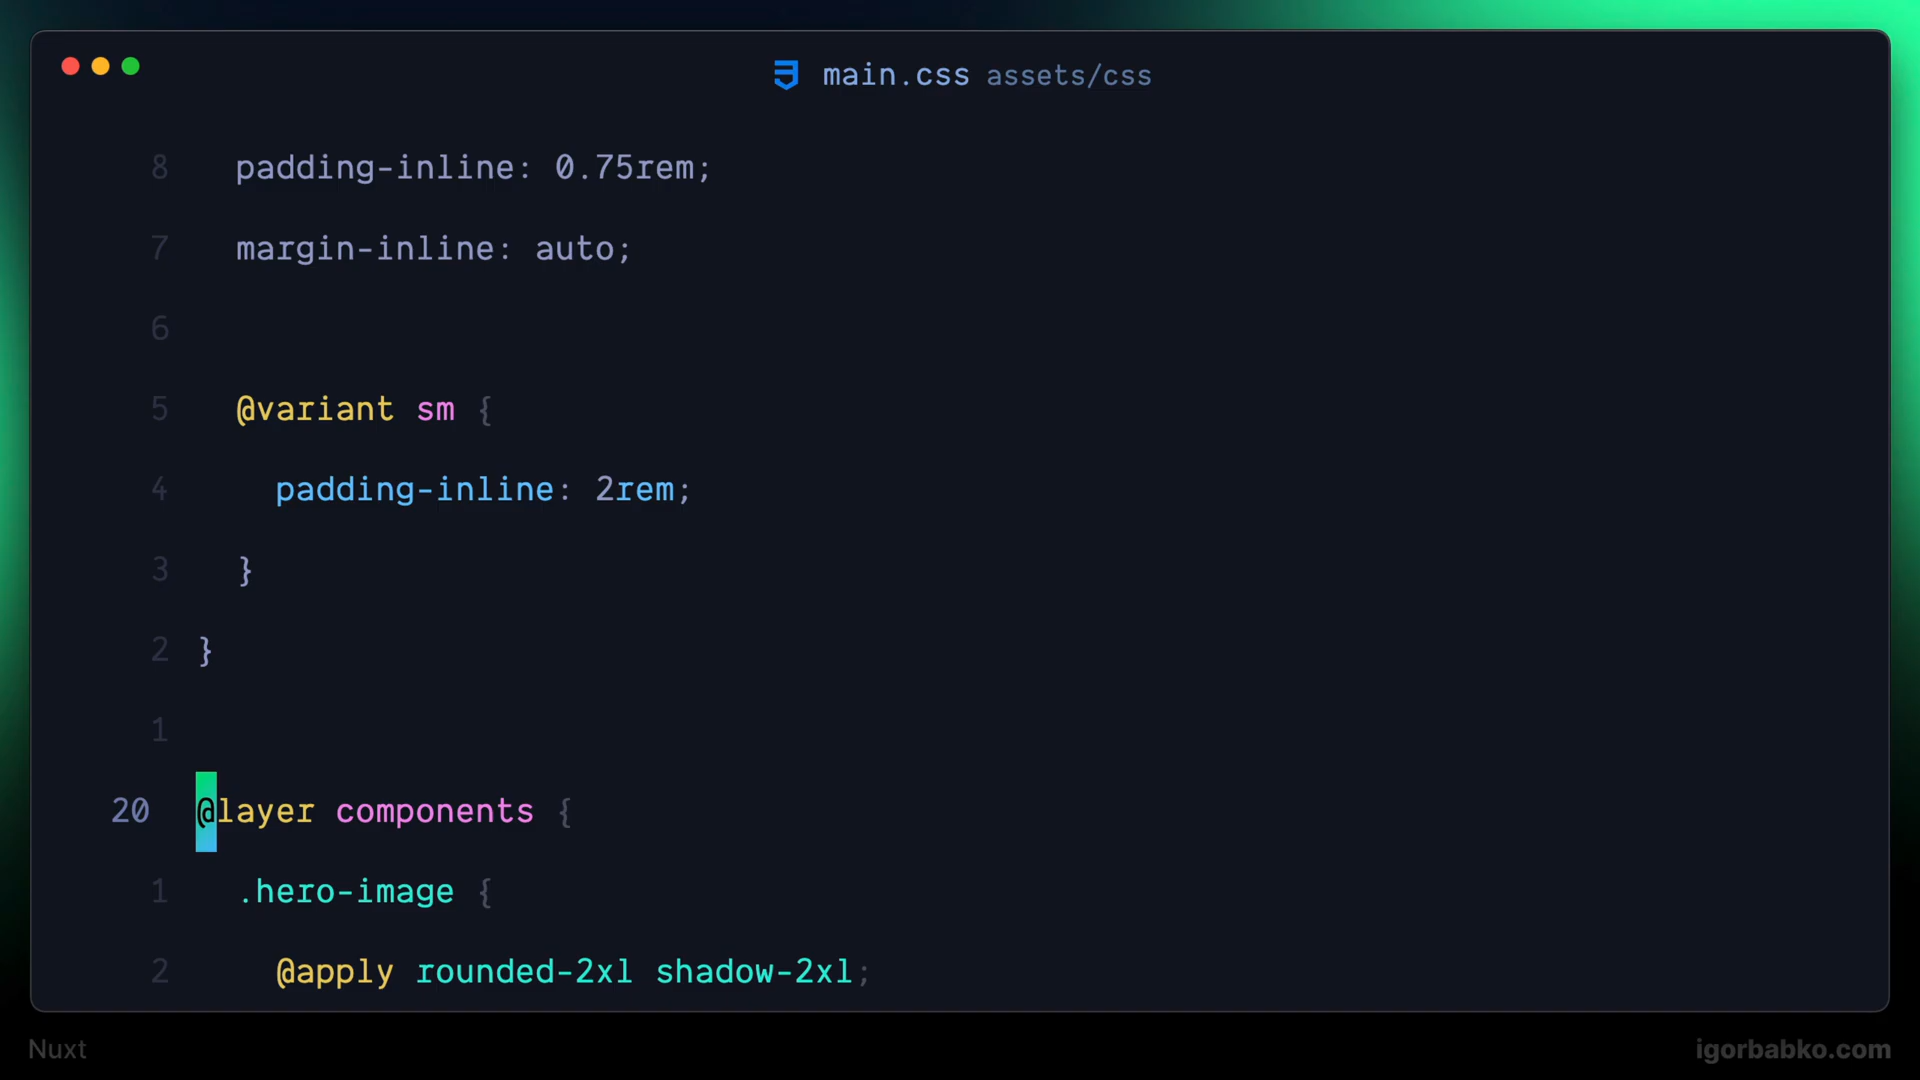 main.css assets/css
8 padding-inline: 0.75rem;
7 margin-inline: auto;
6
5 @variant sm {
4 padding-inline: 2rem;
3 }
2 }
1
20 @layer components {
1 .hero-image {
2 @apply rounded-2xl shadow-2xl;
Nuxt
igorbabko.com